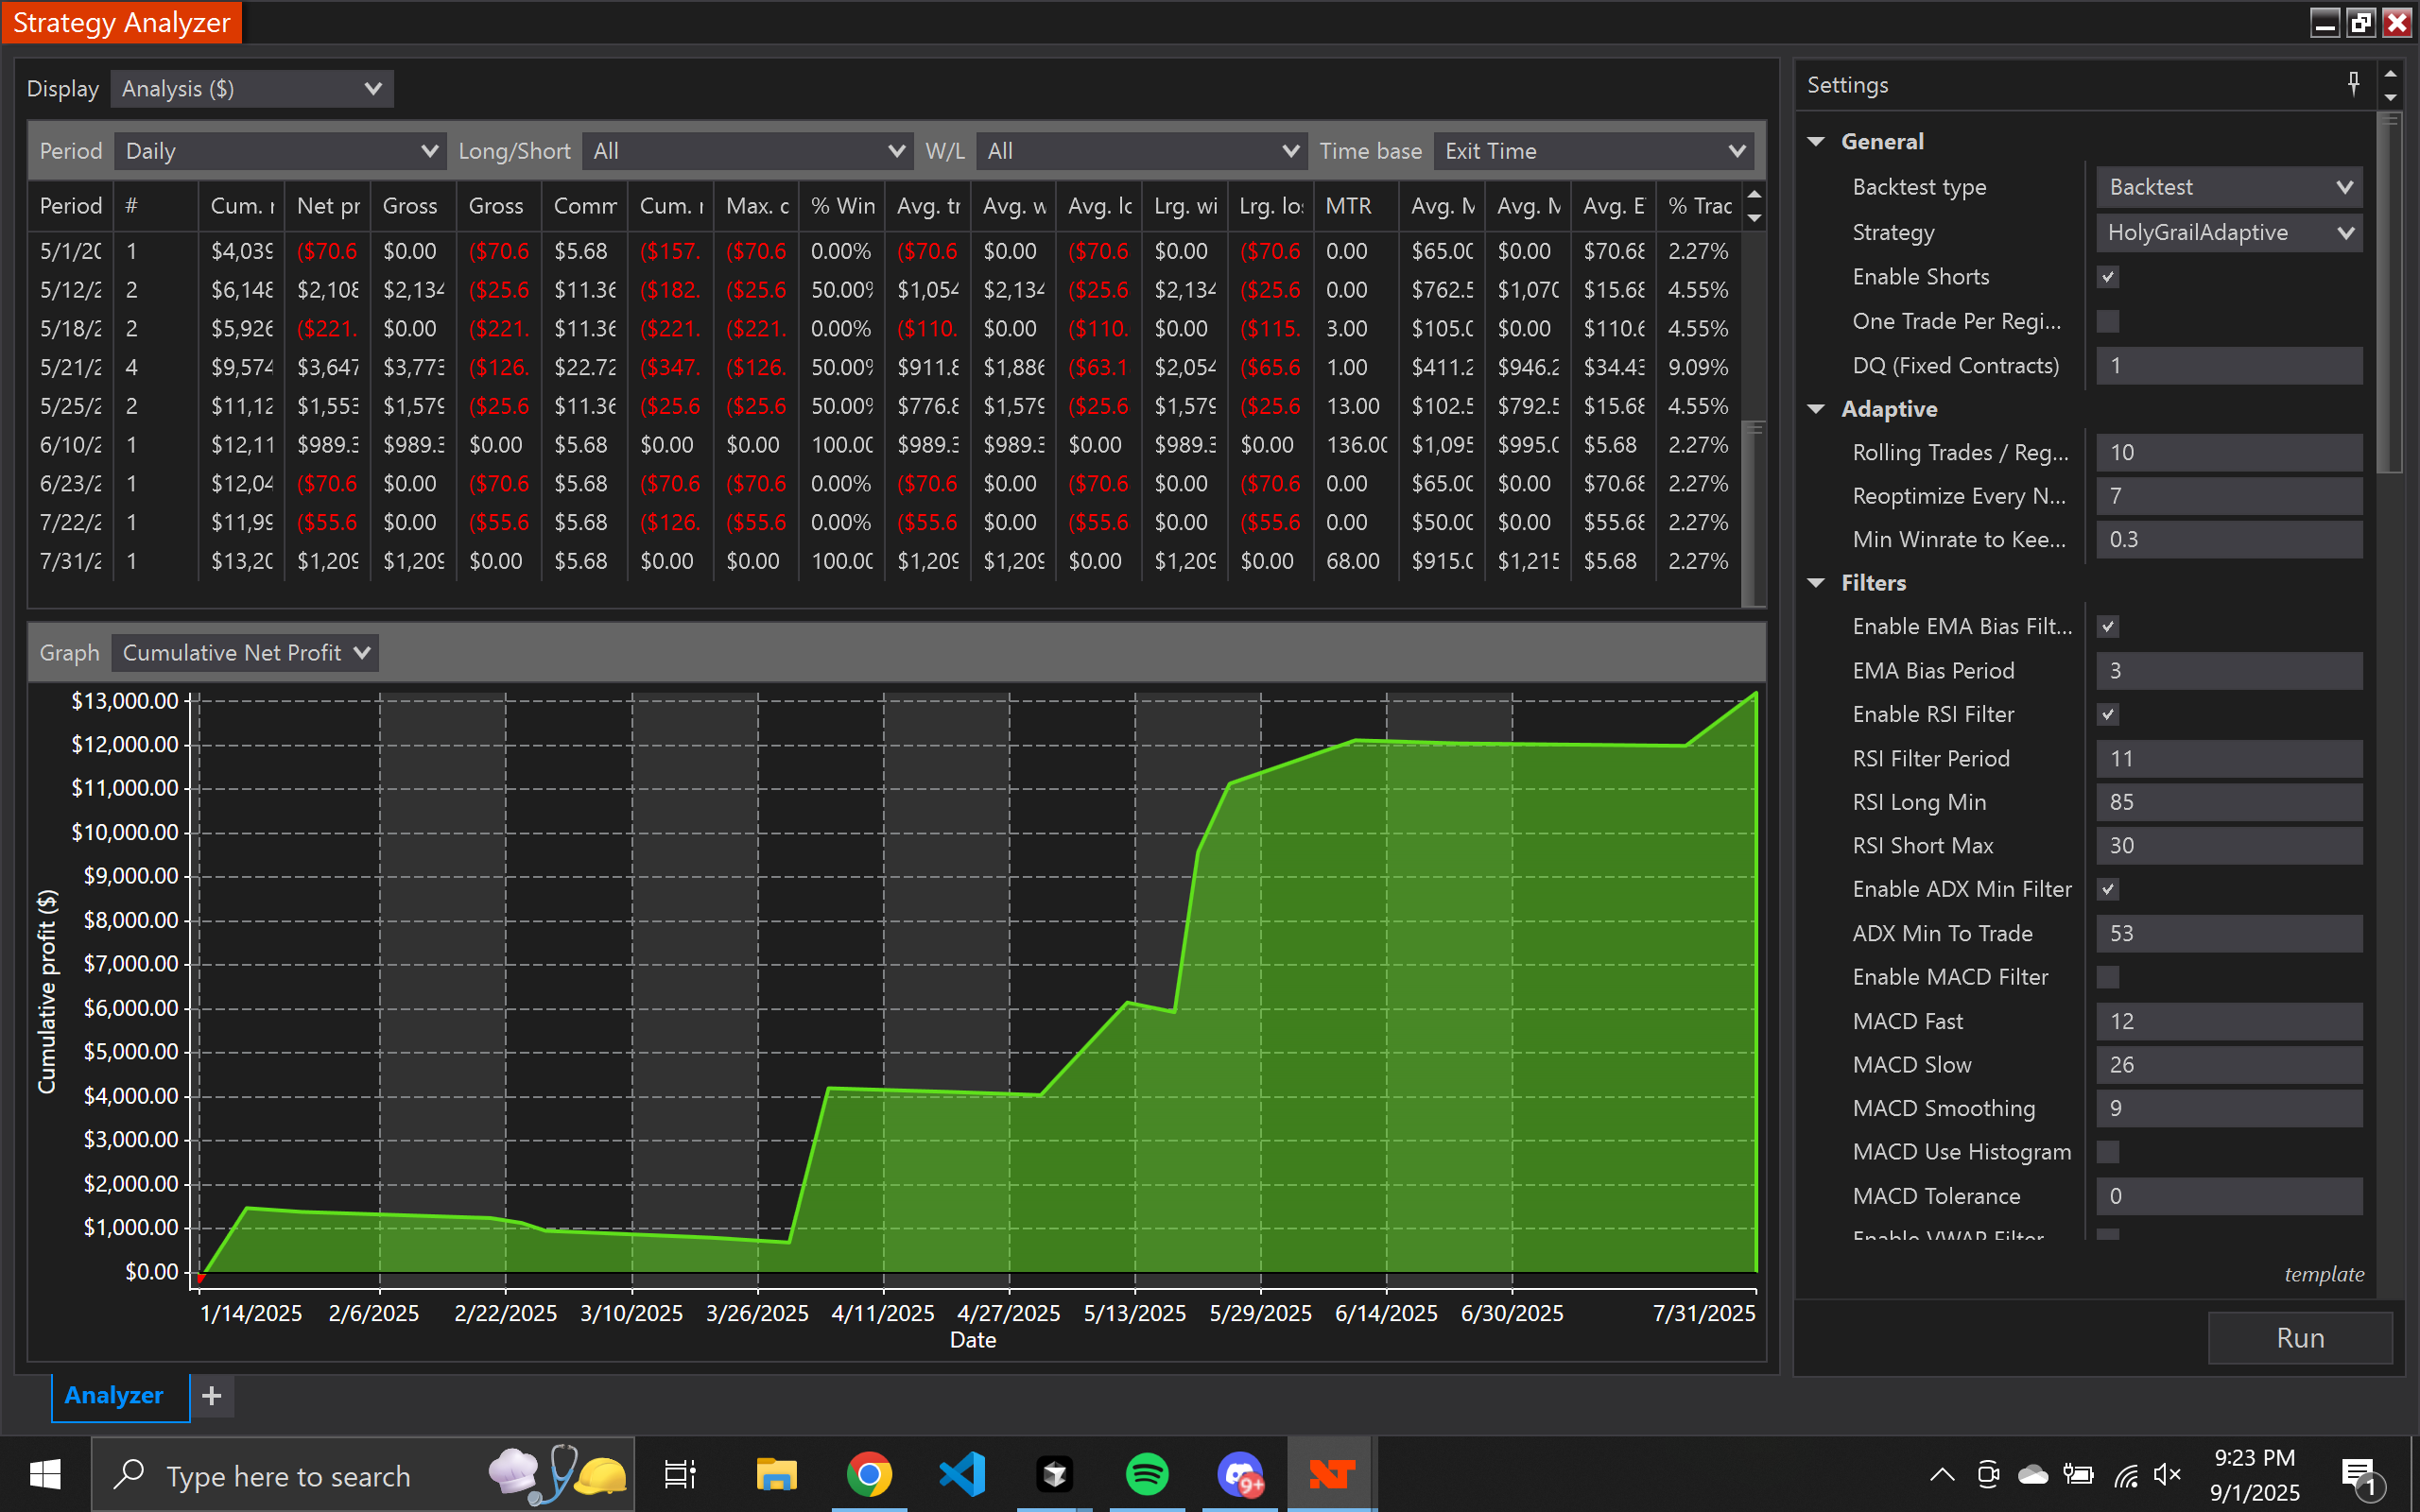 Strategy Analyzer
Display Analysis ($)
Period Daily Long/Short All W/L All Time base Exit Time
Period # Cum. r Net pr Gross Gross Comm Cum. r Max. c % Win Avg. tr Avg. w Avg. lc Lrg. wi Lrg. lo: MTR Avg. M Avg. M Avg. E % Trac
5/1/20 1 $4,039 ($70.6 $0.00 ($70.6 $5.68 ($157. ($70.6 0.00% ($70.6 $0.00 ($70.6 $0.00 ($70.6 0.00 $65.00 $0.00 $70.68 2.27%
5/12/2 2 $6,148 $2,108 $2,134 ($25.6 $11.36 ($182. ($25.6 50.00% $1,054 $2,134 ($25.6 $2,134 ($25.6 0.00 $762.5 $1,070 $15.68 4.55%
5/18/2 2 $5,926 ($221. $0.00 ($221. $11.36 ($221. ($221. 0.00% ($110. $0.00 ($110. $0.00 ($115. 3.00 $105.0 $0.00 $110.6 4.55%
5/21/2 4 $9,574 $3,647 $3,773 ($126. $22.72 ($347. ($126. 50.00% $911.8 $1,886 ($63.1 $2,054 ($65.6 1.00 $411.2 $946.2 $34.43 9.09%
5/25/2 2 $11,12 $1,553 $1,579 ($25.6 $11.36 ($25.6 ($25.6 50.00% $776.8 $1,579 ($25.6 $1,579 ($25.6 13.00 $102.5 $792.5 $15.68 4.55%
6/10/2 1 $12,11 $989.3 $989.3 $0.00 $5.68 $0.00 $0.00 100.00 $989.3 $989.3 $0.00 $989.3 $0.00 136.00 $1,095 $995.0 $5.68 2.27%
6/23/2 1 $12,04 ($70.6 $0.00 ($70.6 $5.68 ($70.6 ($70.6 0.00% ($70.6 $0.00 ($70.6 $0.00 ($70.6 0.00 $65.00 $0.00 $70.68 2.27%
7/22/2 1 $11,99 ($55.6 $0.00 ($55.6 $5.68 ($126. ($55.6 0.00% ($55.6 $0.00 ($55.6 $0.00 ($55.6 0.00 $50.00 $0.00 $55.68 2.27%
7/31/2 1 $13,20 $1,209 $1,209 $0.00 $5.68 $0.00 $0.00 100.00 $1,209 $1,209 $0.00 $1,209 $0.00 68.00 $915.0 $1,215 $5.68 2.27%
Graph Cumulative Net Profit
$13,000.00
$12,000.00
$11,000.00
$10,000.00
$9,000.00
$8,000.00
$7,000.00
$6,000.00
$5,000.00
$4,000.00
$3,000.00
$2,000.00
$1,000.00
$0.00
Cumulative profit ($)
1/14/2025 2/6/2025 2/22/2025 3/10/2025 3/26/2025 4/11/2025 4/27/2025 5/13/2025 5/29/2025 6/14/2025 6/30/2025 7/31/2025
Date
Analyzer +
Settings
General
Backtest type Backtest
Strategy HolyGrailAdaptive
Enable Shorts
One Trade Per Regi...
DQ (Fixed Contracts) 1
Adaptive
Rolling Trades / Reg... 10
Reoptimize Every N... 7
Min Winrate to Kee... 0.3
Filters
Enable EMA Bias Filt...
EMA Bias Period 3
Enable RSI Filter
RSI Filter Period 11
RSI Long Min 85
RSI Short Max 30
Enable ADX Min Filter
ADX Min To Trade 53
Enable MACD Filter
MACD Fast 12
MACD Slow 26
MACD Smoothing 9
MACD Use Histogram
MACD Tolerance 0
Enable VWAP Filter
template
Run
Type here to search
9+
9:23 PM
9/1/2025
1